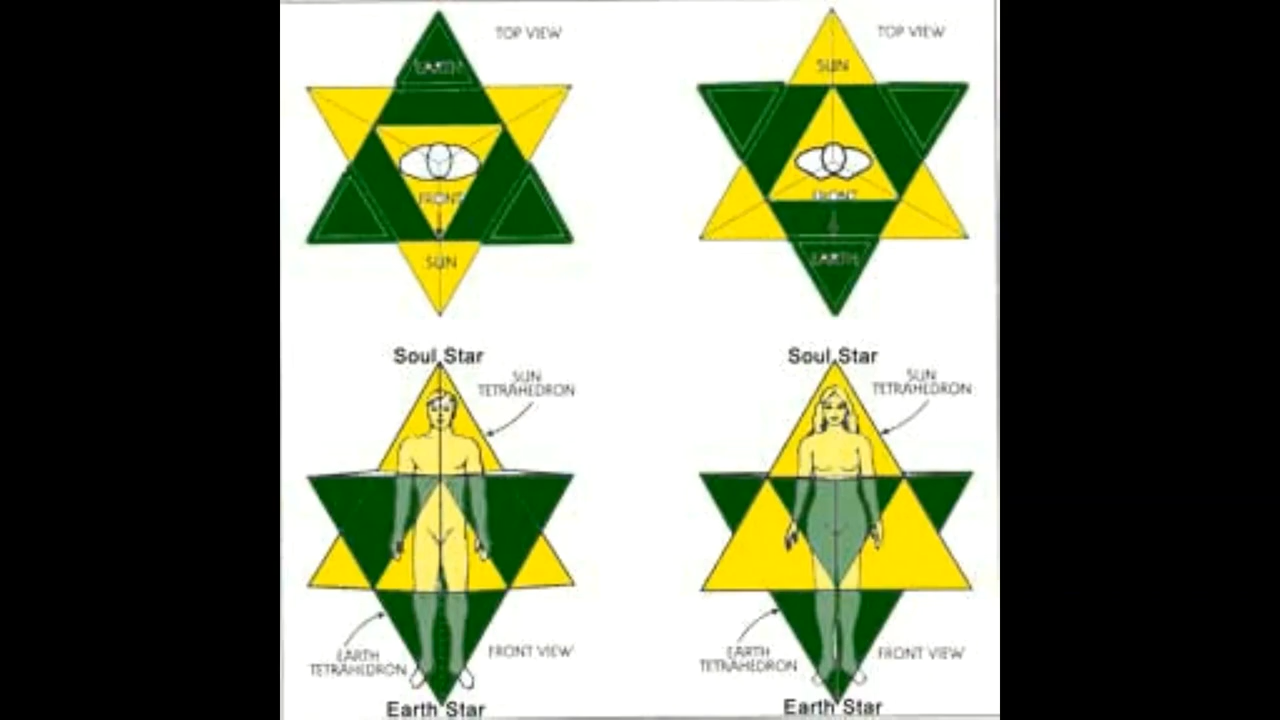 TOP VIEW
EARTH
FRONT
SUN
TOP VIEW
SUN
FRONT
EARTH
Soul Star
SUN
TETRAHEDRON
EARTH
TETRAHEDRON
FRONT VIEW
Earth Star
Soul Star
SUN
TETRAHEDRON
EARTH
TETRAHEDRON
FRONT VIEW
Earth Star